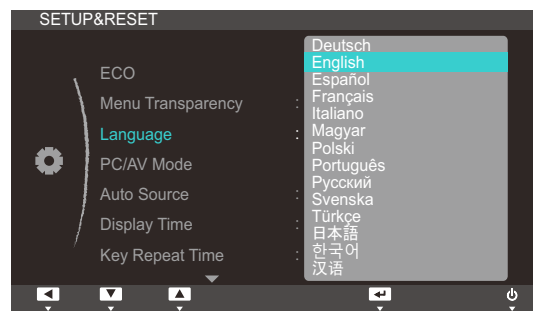 SETUP&RESET
ECO
Menu Transparency :
Language :
PC/AV Mode
Auto Source :
Display Time :
Key Repeat Time :
Deutsch
English
Español
Français
Italiano
Magyar
Polski
Português
Русский
Svenska
Türkçe
日本語
한국어
汉语